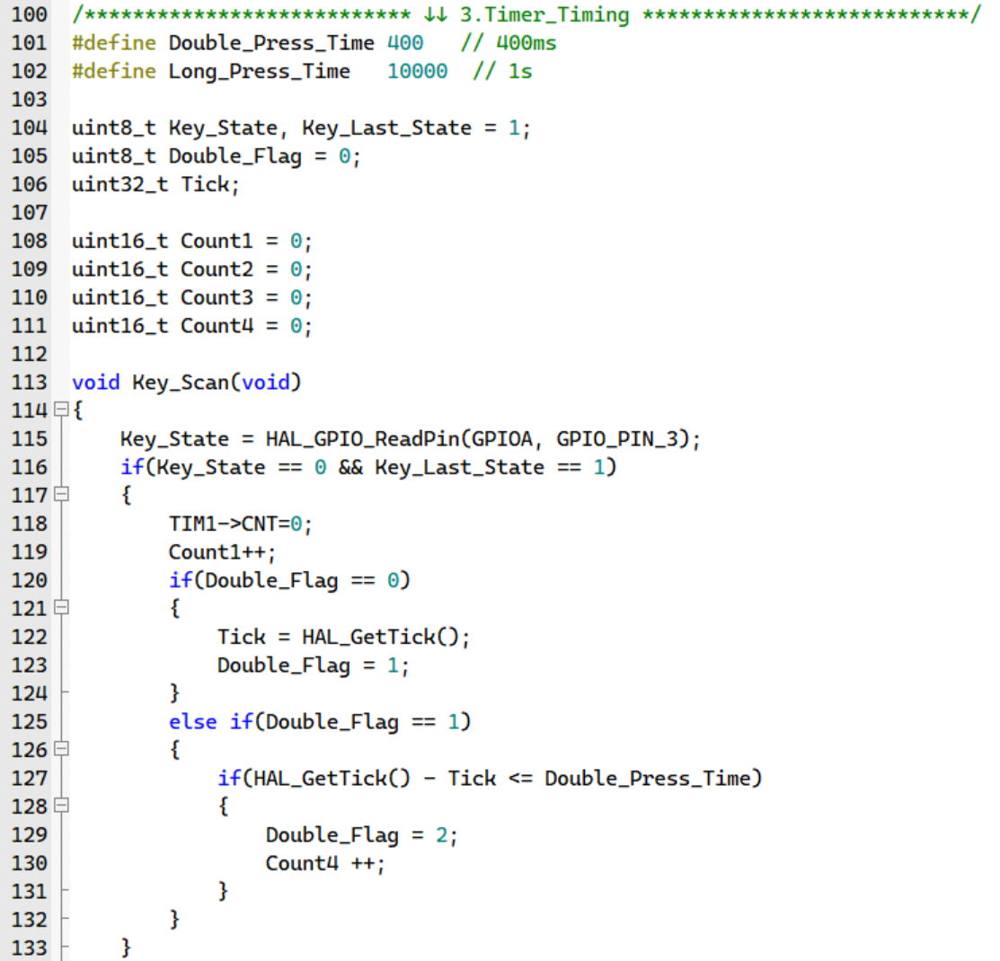 100 /*************************** ↓↓ 3.Timer_Timing ***************************/
101 #define Double_Press_Time 400   // 400ms
102 #define Long_Press_Time   10000  // 1s
103
104 uint8_t Key_State, Key_Last_State = 1;
105 uint8_t Double_Flag = 0;
106 uint32_t Tick;
107
108 uint16_t Count1 = 0;
109 uint16_t Count2 = 0;
110 uint16_t Count3 = 0;
111 uint16_t Count4 = 0;
112
113 void Key_Scan(void)
114 {
115     Key_State = HAL_GPIO_ReadPin(GPIOA, GPIO_PIN_3);
116     if(Key_State == 0 && Key_Last_State == 1)
117     {
118         TIM1->CNT=0;
119         Count1++;
120         if(Double_Flag == 0)
121         {
122             Tick = HAL_GetTick();
123             Double_Flag = 1;
124         }
125         else if(Double_Flag == 1)
126         {
127             if(HAL_GetTick() - Tick <= Double_Press_Time)
128             {
129                 Double_Flag = 2;
130                 Count4 ++;
131             }
132         }
133     }